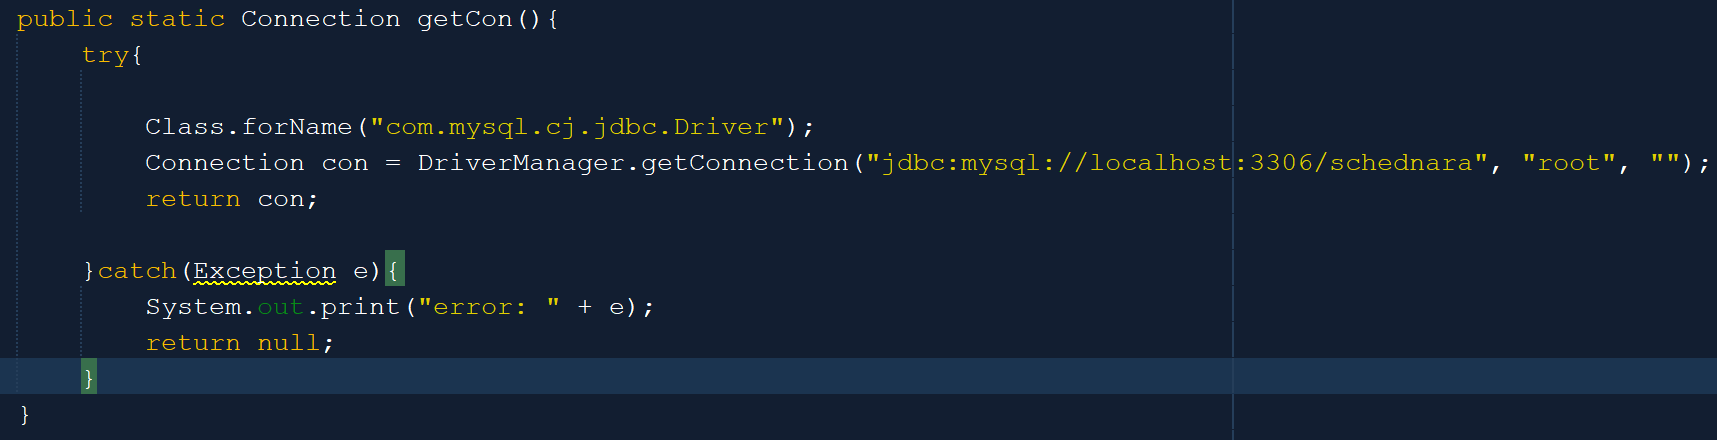 public static Connection getCon(){
    try{

        Class.forName("com.mysql.cj.jdbc.Driver");
        Connection con = DriverManager.getConnection("jdbc:mysql://localhost:3306/schednara", "root", "");
        return con;

    }catch(Exception e){
        System.out.print("error: " + e);
        return null;
    }
}